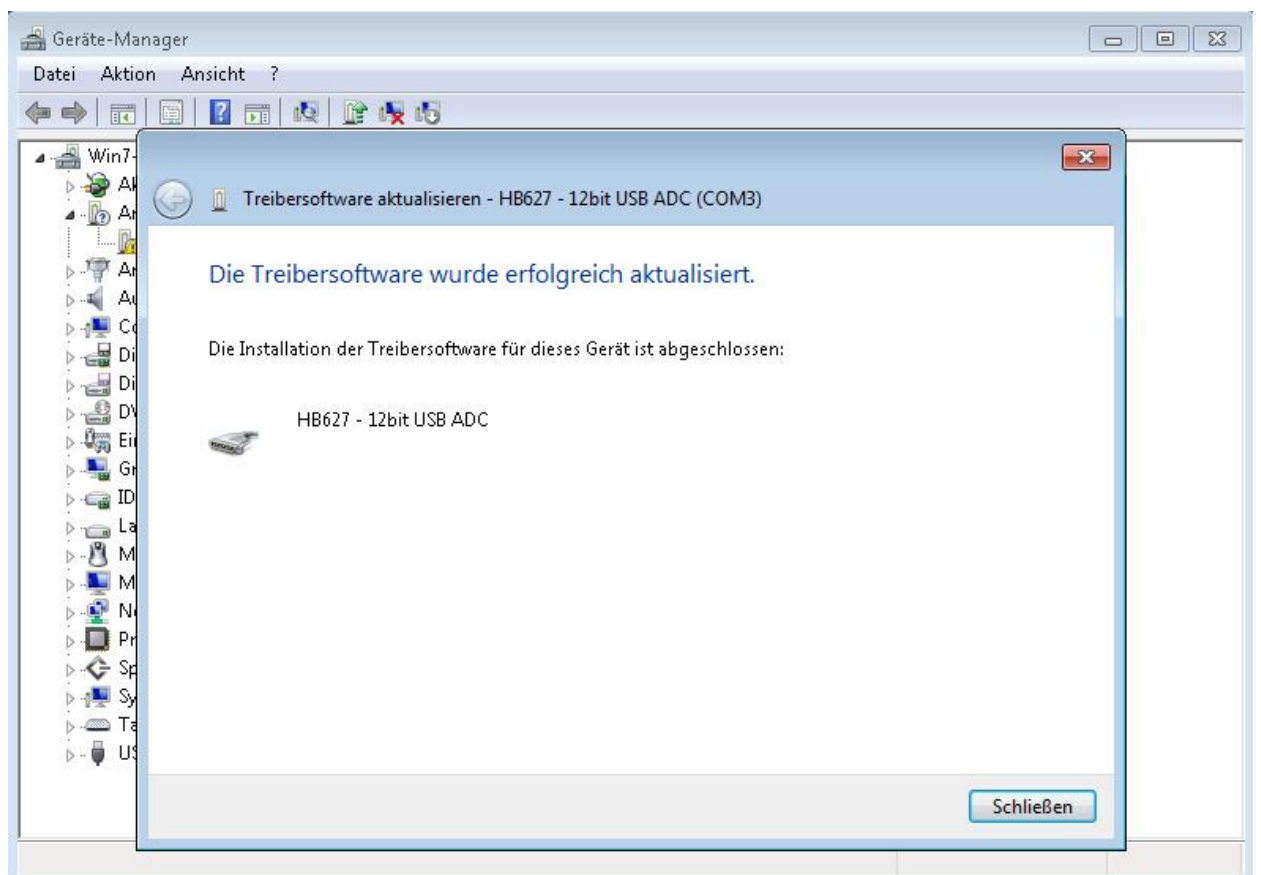 Geräte-Manager
Datei Aktion Ansicht ?
Win7-
Treibersoftware aktualisieren - HB627 - 12bit USB ADC (COM3)
Die Treibersoftware wurde erfolgreich aktualisiert.
Die Installation der Treibersoftware für dieses Gerät ist abgeschlossen:
HB627 - 12bit USB ADC
Schließen